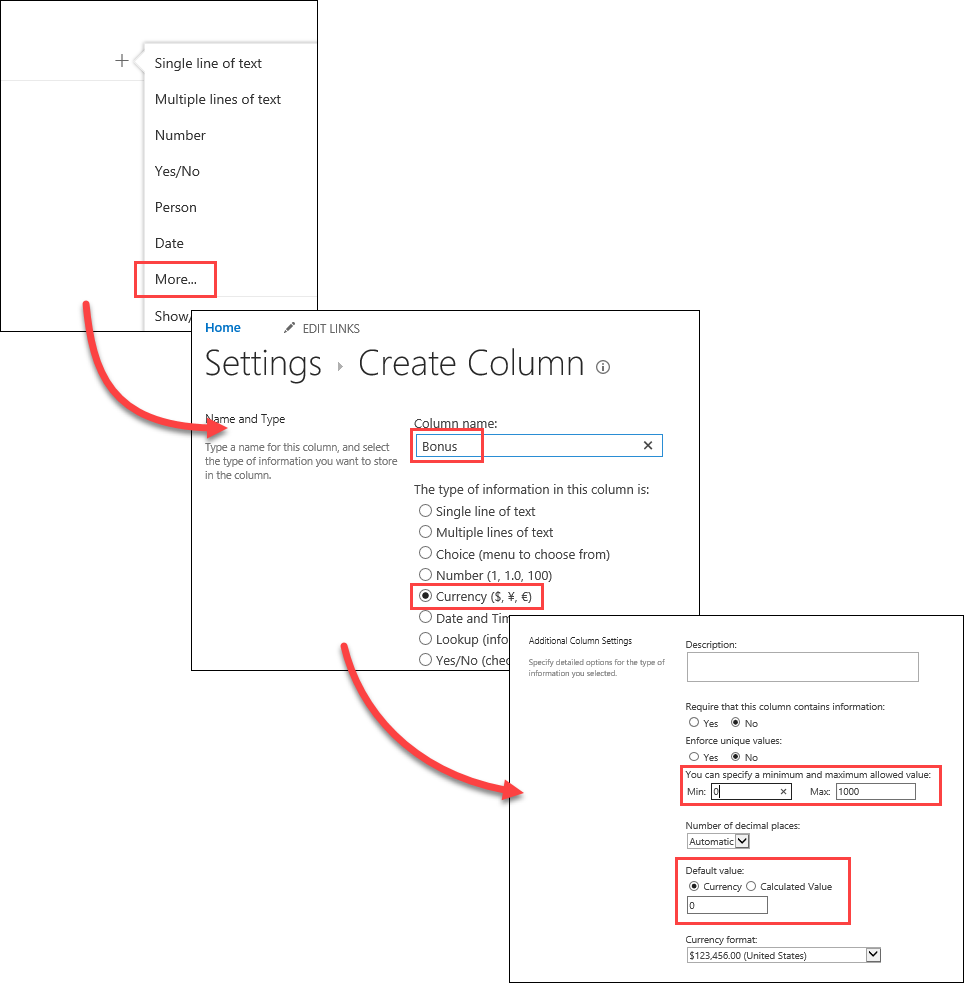 +
Single line of text
Multiple lines of text
Number
Yes/No
Person
Date
More...
Show/
Home EDIT LINKS
Settings Create Column
Name and Type
Type a name for this column, and select
the type of information you want to store
in the column.
Column name:
Bonus
The type of information in this column is:
Single line of text
Multiple lines of text
Choice (menu to choose from)
Number (1, 1.0, 100)
Currency ($, ¥, €)
Date and Tim
Lookup (info
Yes/No (chec
Additional Column Settings
Specify detailed options for the type of
information you selected.
Description:
Require that this column contains information:
Yes No
Enforce unique values:
Yes No
You can specify a minimum and maximum allowed value:
Min: 0 Max: 1000
Number of decimal places:
Automatic
Default value:
Currency Calculated Value
0
Currency format:
$123,456.00 (United States)